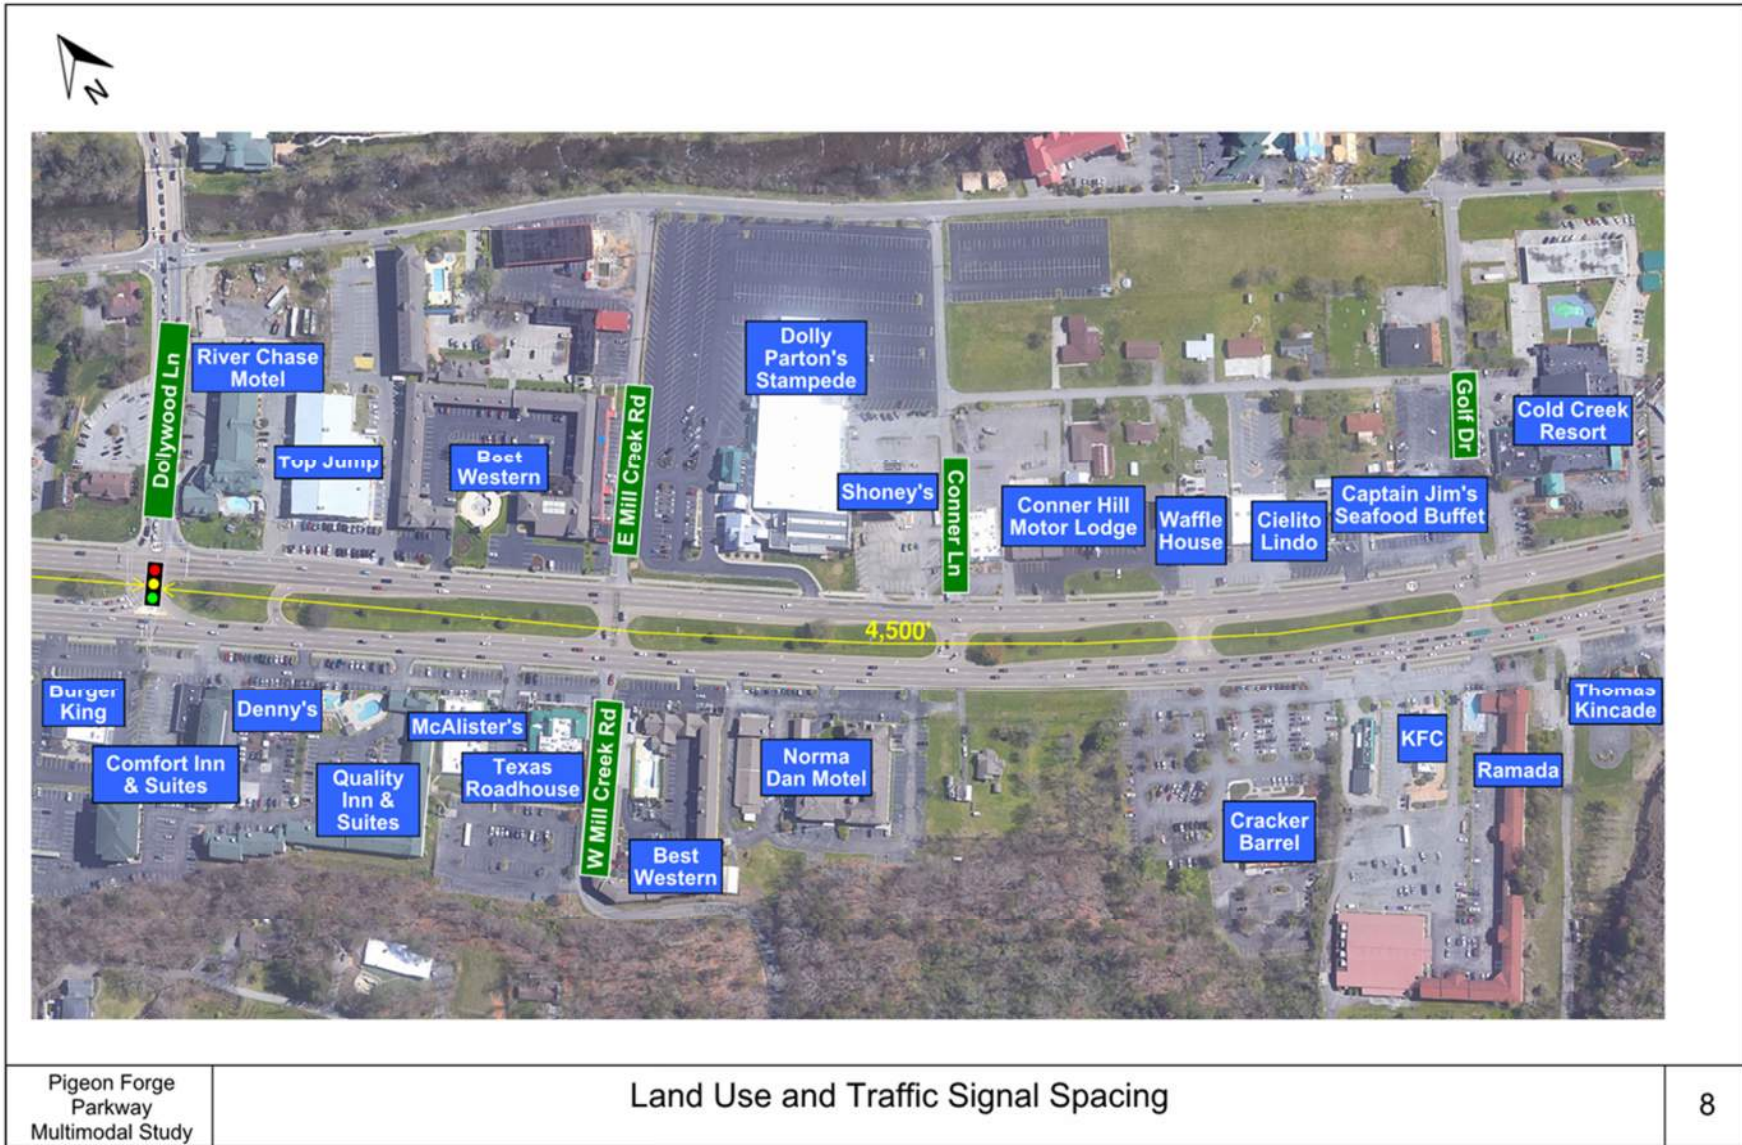 N
Dollywood Ln
River Chase
Motel
Top Jump
Best
Western
E Mill Creek Rd
Dolly
Parton's
Stampede
Shoney's
Conner Ln
Conner Hill
Motor Lodge
Waffle
House
Cielito
Lindo
Captain Jim's
Seafood Buffet
Golf Dr
Cold Creek
Resort
4,500'
Burger
King
Comfort Inn
& Suites
Denny's
Quality
Inn &
Suites
McAlister's
Texas
Roadhouse
W Mill Creek Rd
Best
Western
Norma
Dan Motel
Cracker
Barrel
KFC
Ramada
Thomas
Kincade
Pigeon Forge
Parkway
Multimodal Study
Land Use and Traffic Signal Spacing
8